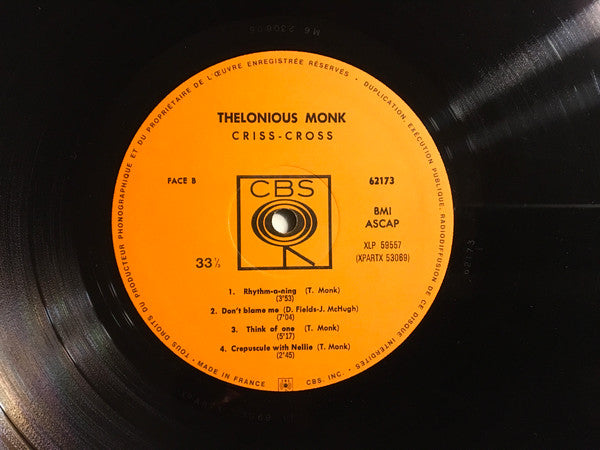 TOUS DROITS DU PRODUCTEUR PHONOGRAPHIQUE ET DU PROPRIETAIRE DE L'ŒUVRE ENREGISTRÉE RÉSERVES - DUPLICATION, EXÉCUTION PUBLIQUE, RADIODIFFUSION DE CE DISQUE INTERDITES
THELONIOUS MONK
CRISS-CROSS
FACE B
CBS
62173
BMI
ASCAP
33⅓
XLP 59557
(XPARTX 53069)
1. Rhythm-a-ning (T. Monk)
(3'53)
2. Don't blame me (D. Fields-J. McHugh)
(7'04)
3. Think of one (T. Monk)
(5'17)
4. Crepuscule with Nellie (T. Monk)
(2'45)
- MADE IN FRANCE
CBS. INC. -